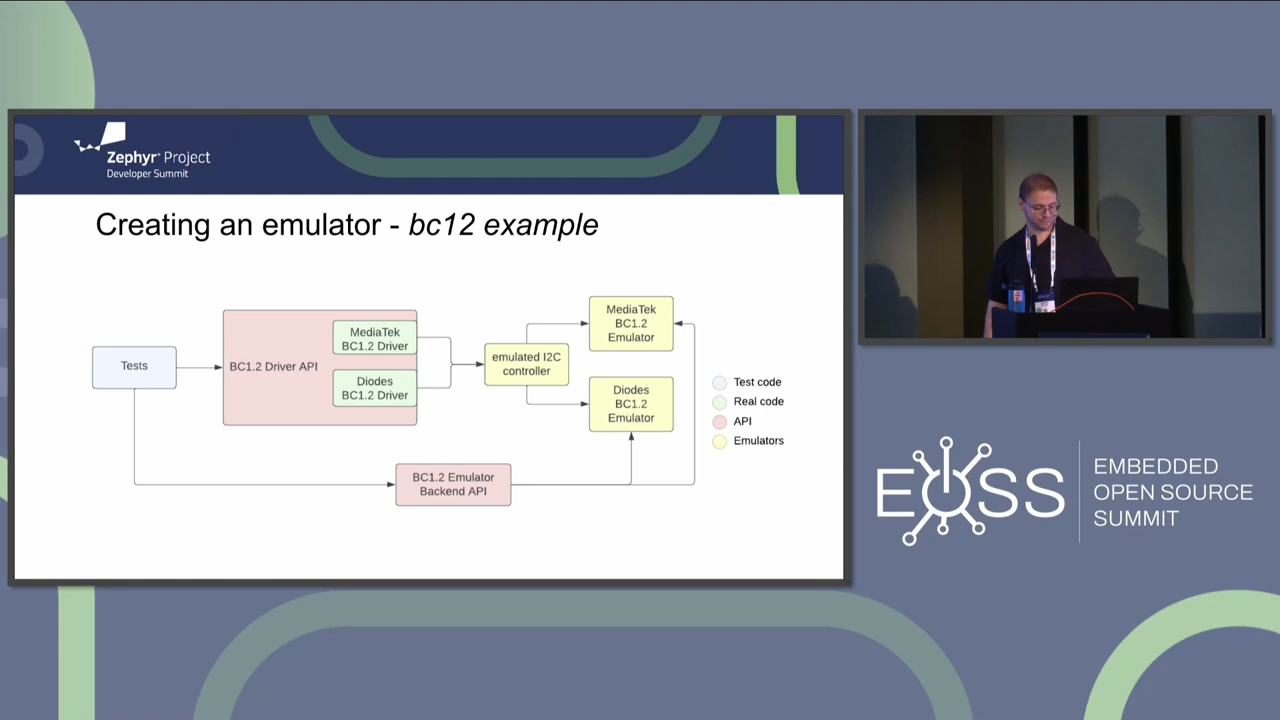 Zephyr® Project
Developer Summit
Creating an emulator - bc12 example
Tests
BC1.2 Driver API
MediaTek
BC1.2 Driver
Diodes
BC1.2 Driver
emulated I2C
controller
MediaTek
BC1.2
Emulator
Diodes
BC1.2
Emulator
BC1.2 Emulator
Backend API
Test code
Real code
API
Emulators
EOSS
EMBEDDED
OPEN SOURCE
SUMMIT